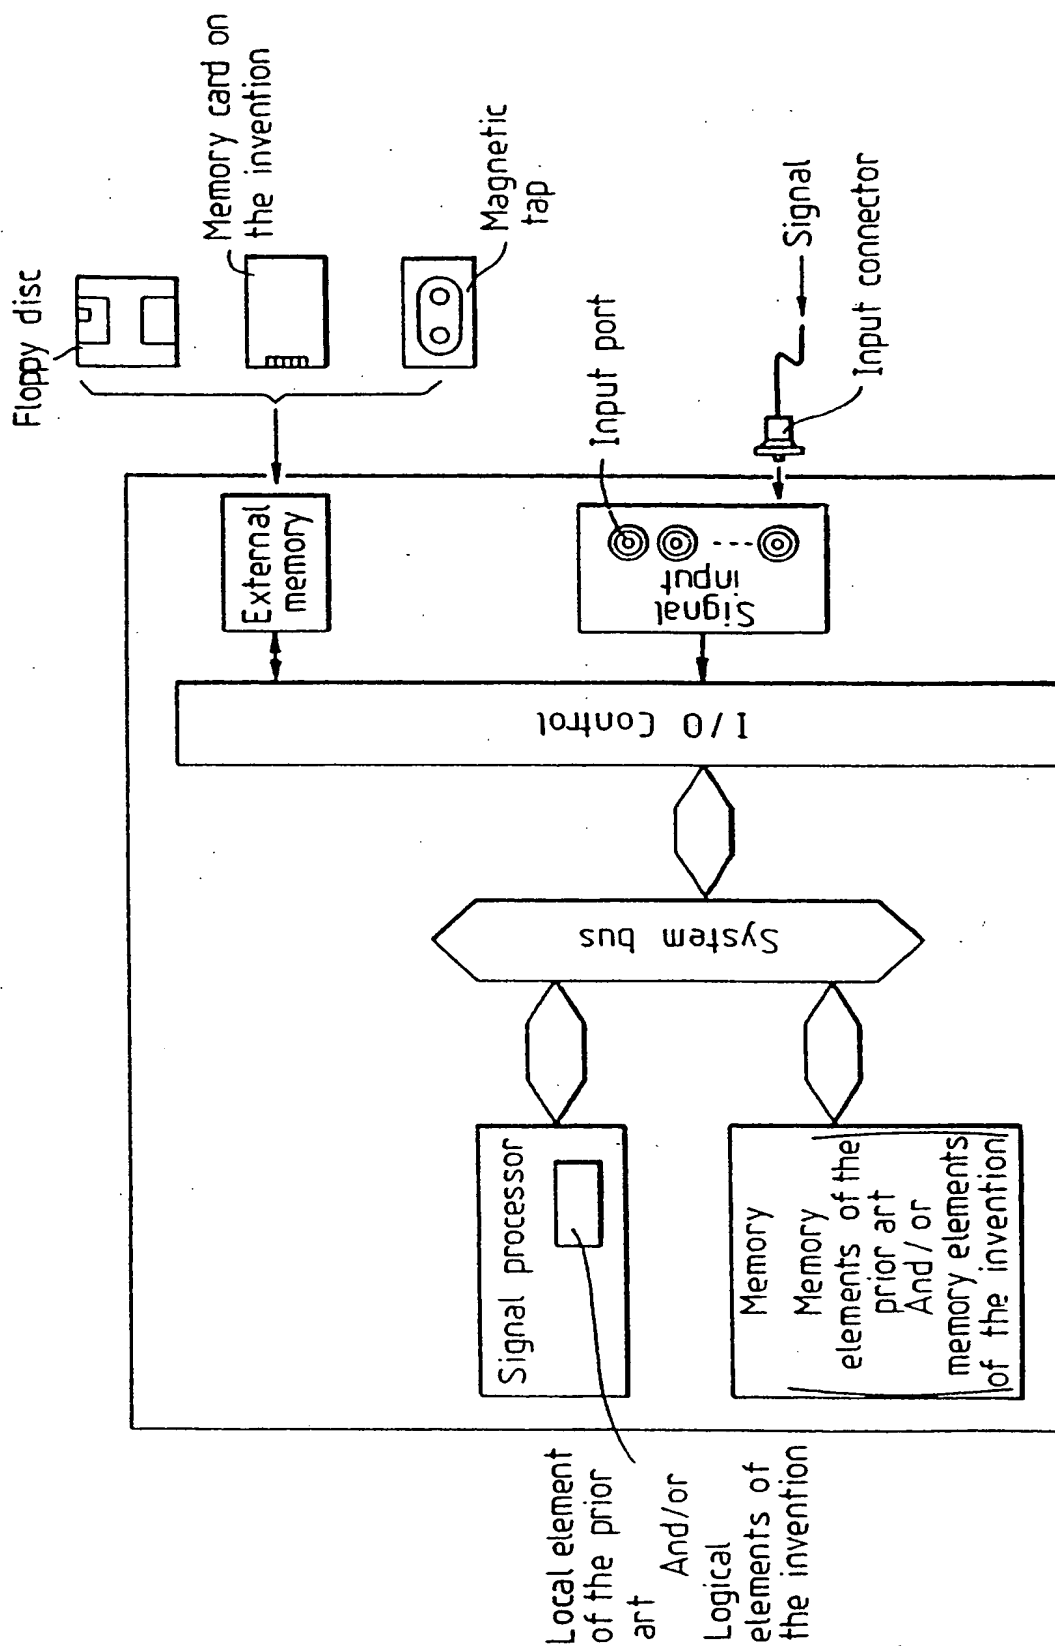 Floppy disc
Memory card on
the invention
Magnetic
tap
External
memory
Input port
Signal
input
Signal
Input connector
I/O Control
System bus
Signal processor
Local element
of the prior
art And/or
Logical
elements of
the invention
Memory
Memory
elements of the
prior art
And/or
memory elements
of the invention